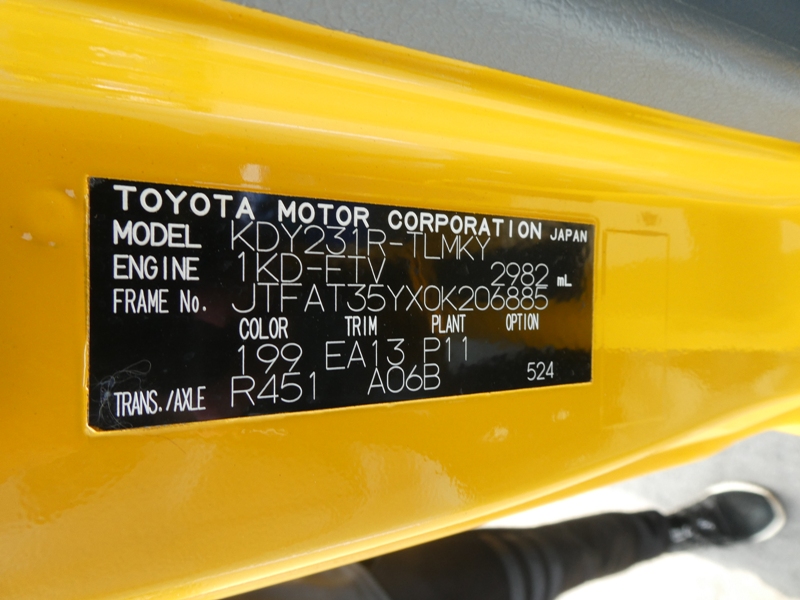 TOYOTA MOTOR CORPORATION JAPAN
MODEL KDY231R-TLMKY
ENGINE 1KD-FTV 2982 mL
FRAME No. JTFAT35YX0K206885
COLOR TRIM PLANT OPTION
199 EA13 P11
TRANS./AXLE R451 A06B 524